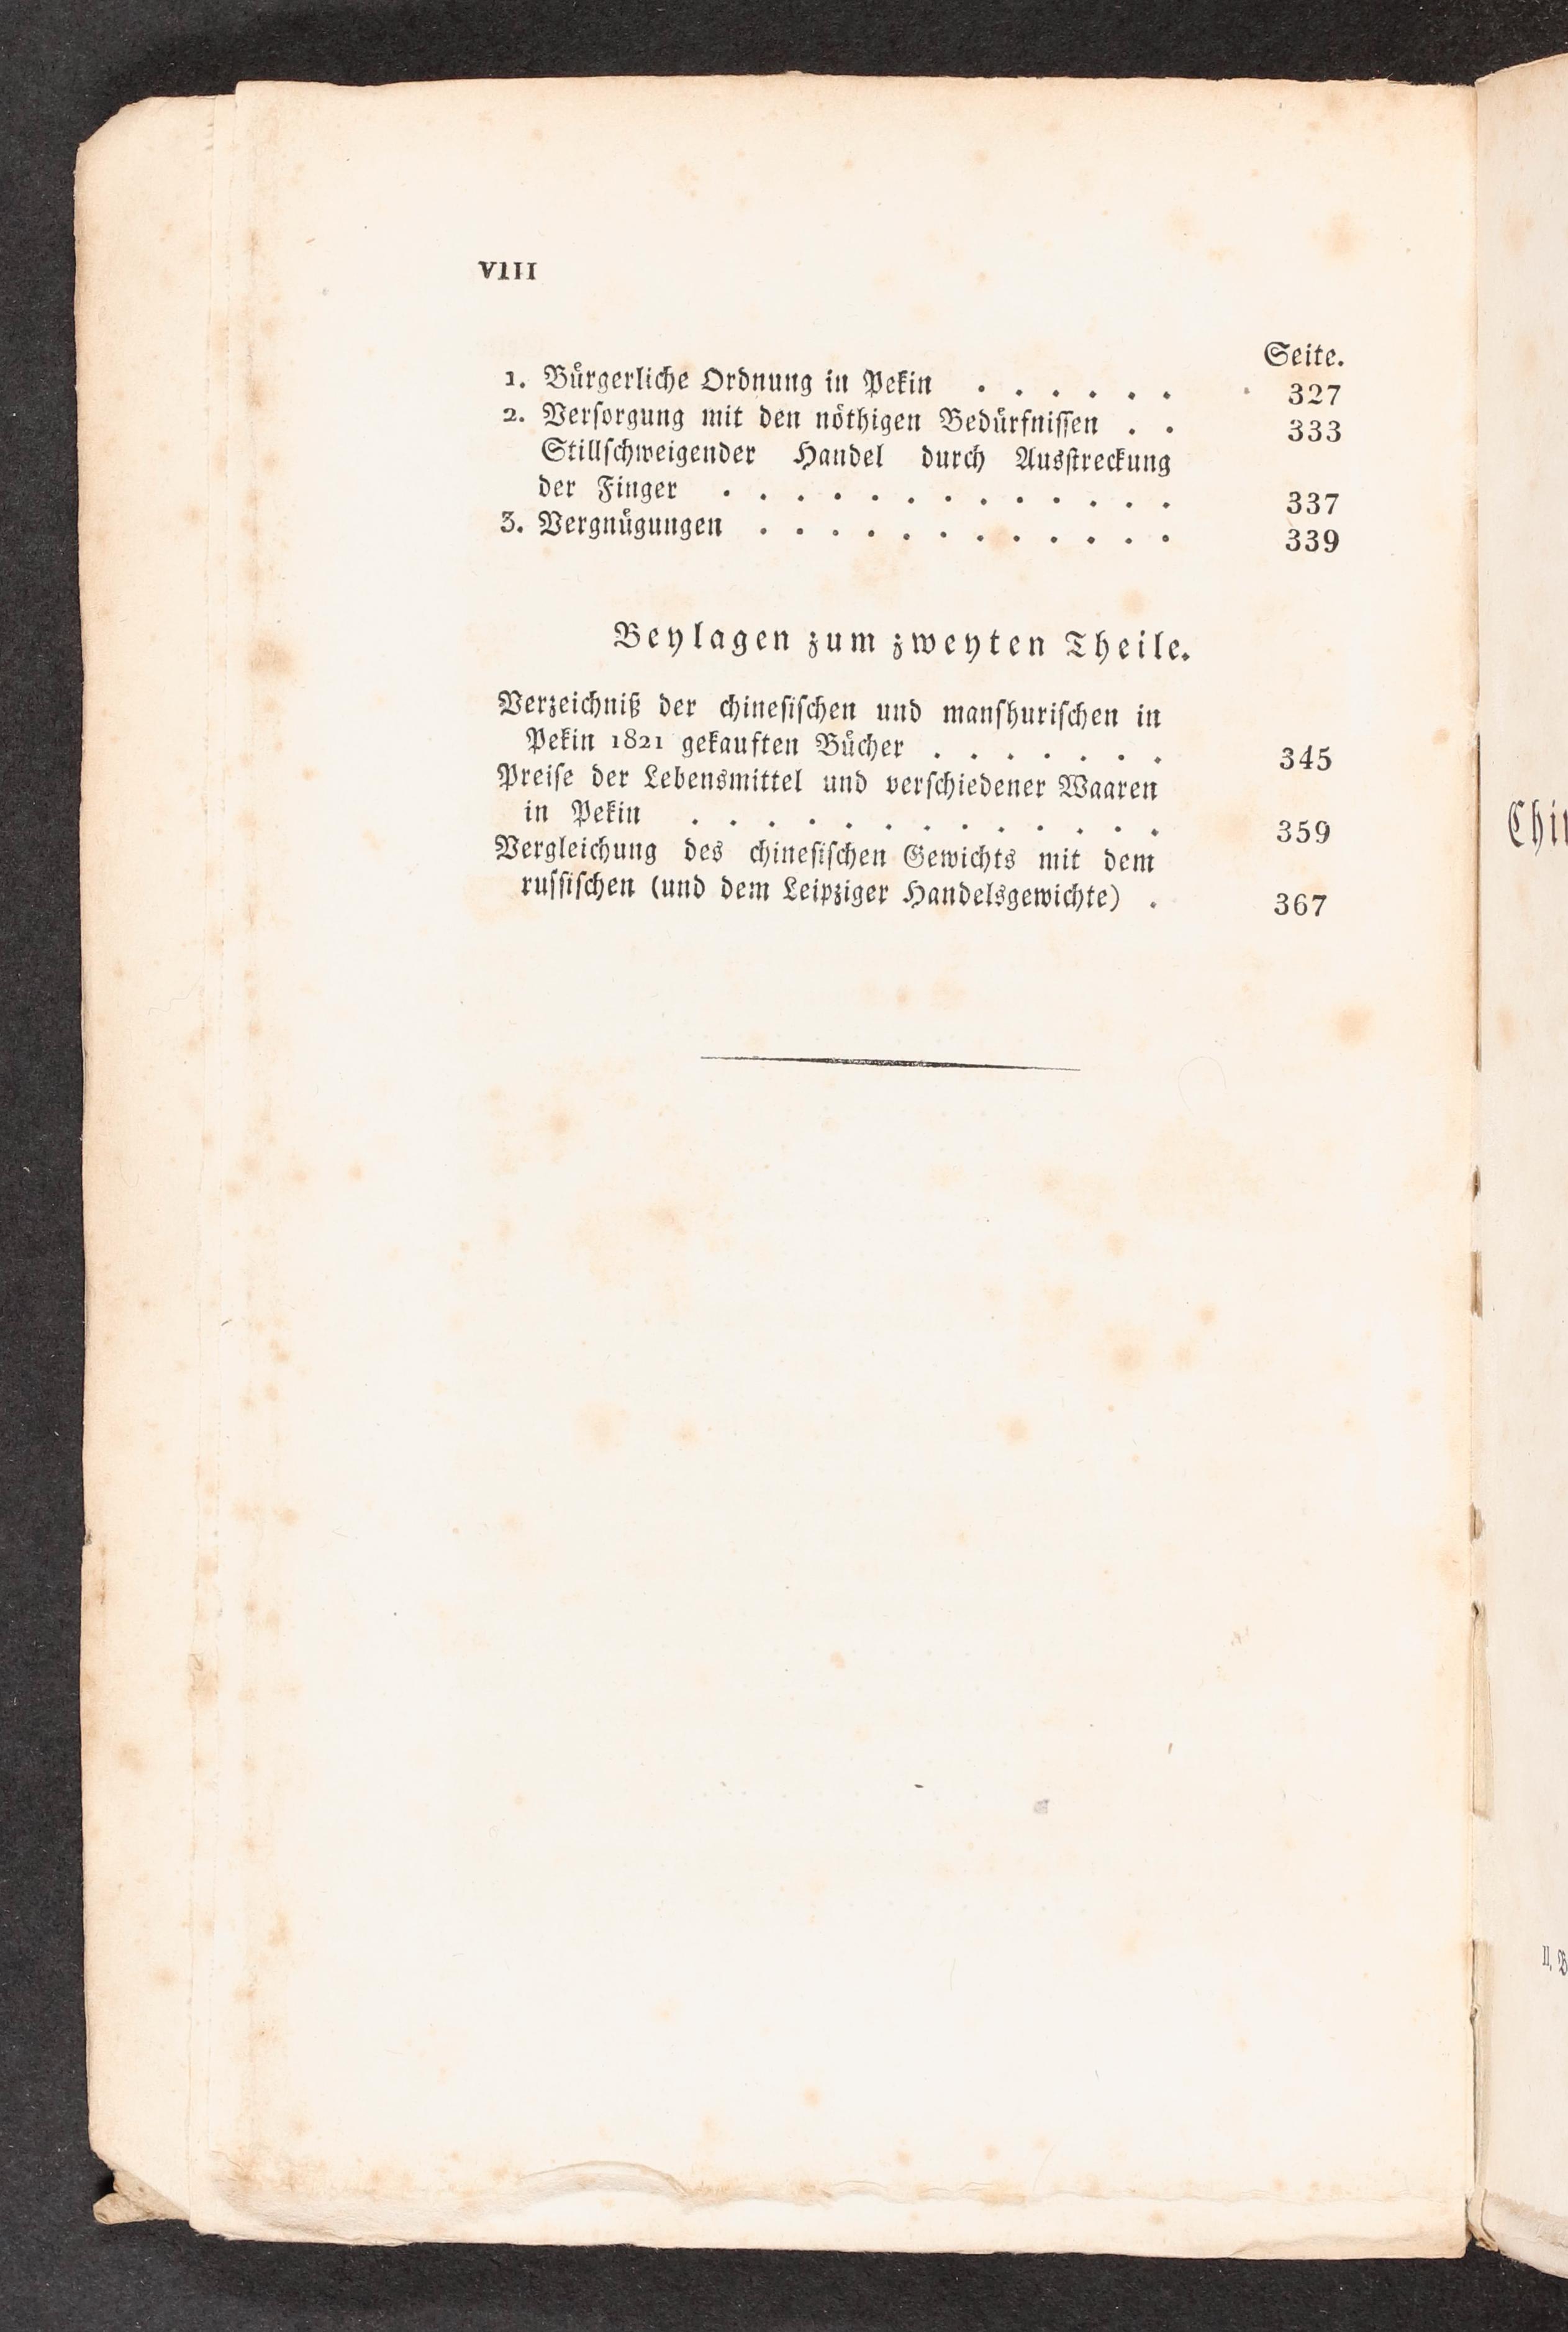 VIII
Seite.
1. Bürgerliche Ordnung in Pekin . . . . . . 327
2. Versorgung mit den nöthigen Bedürfnissen . . 333
Stillschweigender Handel durch Ausstreckung
der Finger . . . . . . . . . . . . . 337
3. Vergnügungen . . . . . . . . . . . . 339
Beylagen zum zweyten Theile.
Verzeichniß der chinesischen und manshurischen in
Pekin 1821 gekauften Bücher . . . . . . . 345
Preise der Lebensmittel und verschiedener Waaren
in Pekin . . . . . . . . . . . . . 359
Vergleichung des chinesischen Gewichts mit dem
russischen (und dem Leipziger Handelsgewichte) . 367
Chi
II. B